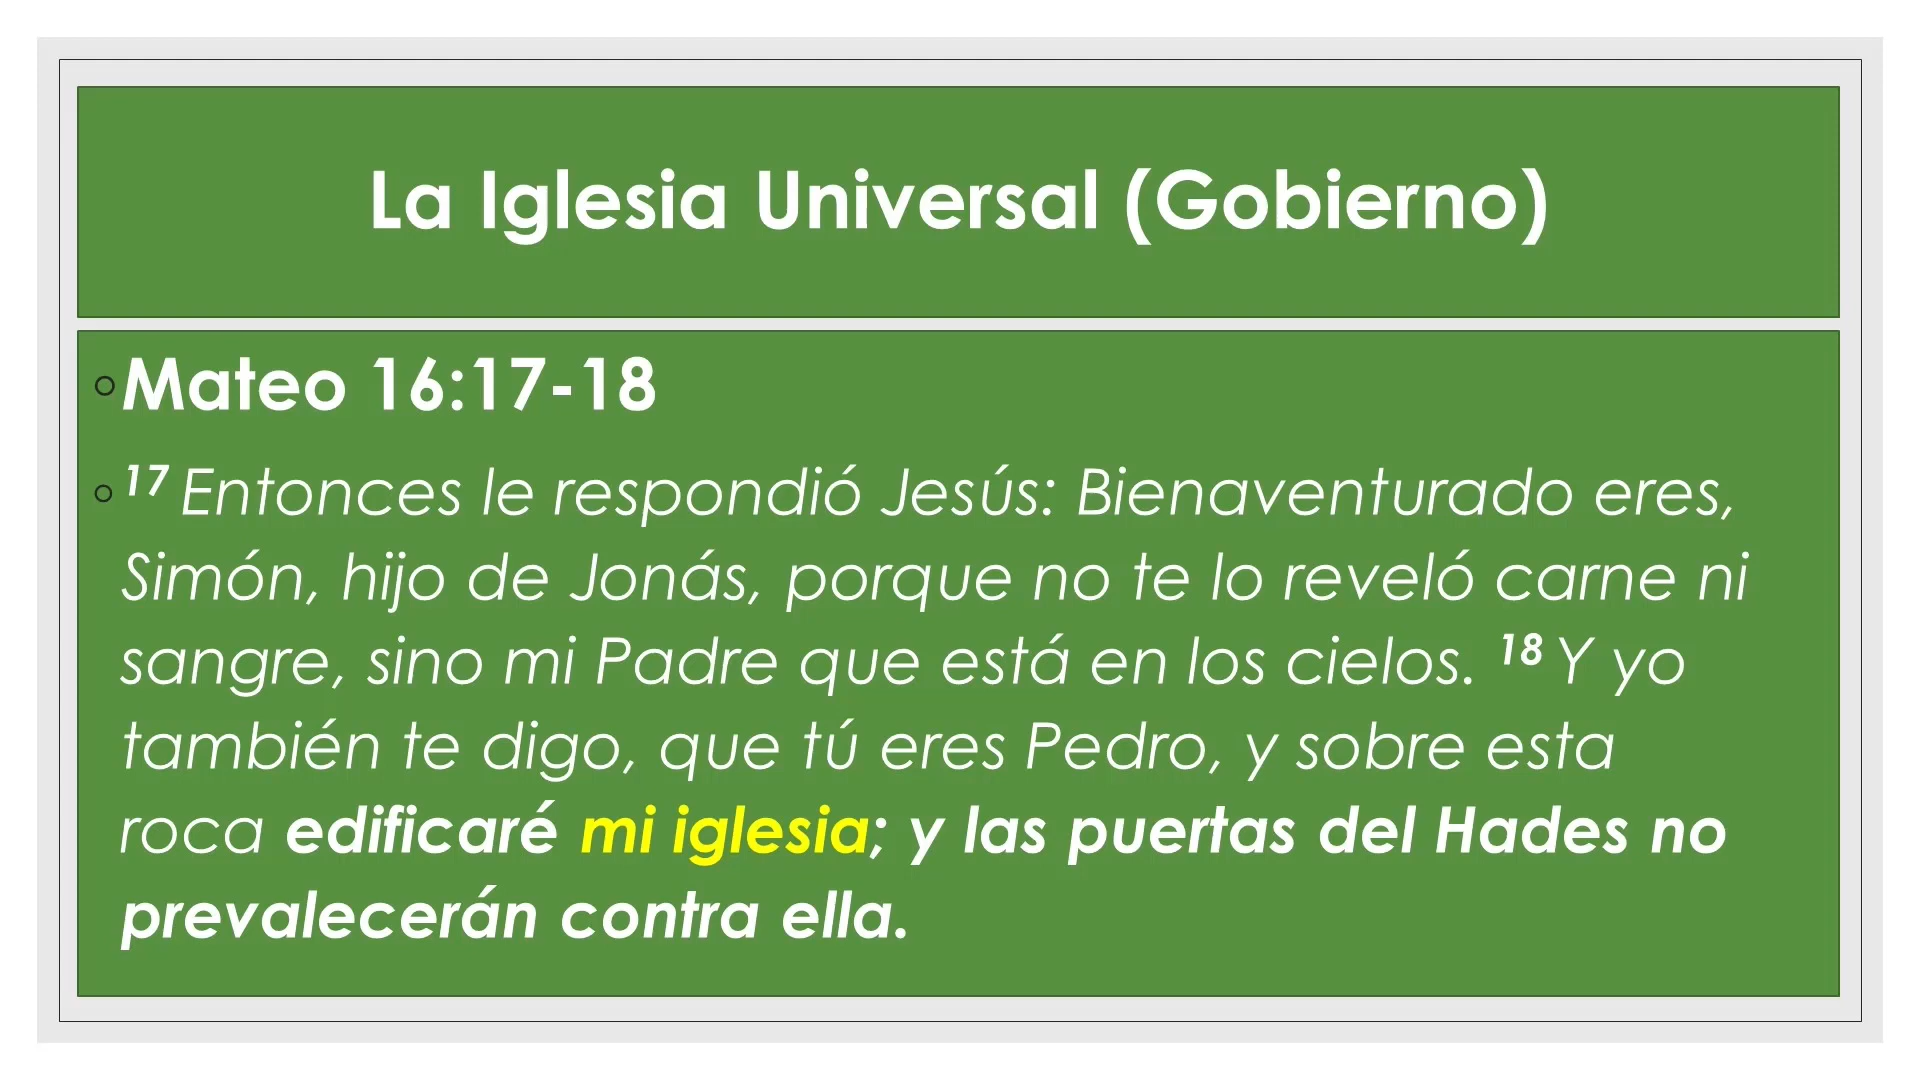 La Iglesia Universal (Gobierno)
◦Mateo 16:17-18
◦17 Entonces le respondió Jesús: Bienaventurado eres,
Simón, hijo de Jonás, porque no te lo reveló carne ni
sangre, sino mi Padre que está en los cielos. 18 Y yo
también te digo, que tú eres Pedro, y sobre esta
roca edificaré mi iglesia; y las puertas del Hades no
prevalecerán contra ella.